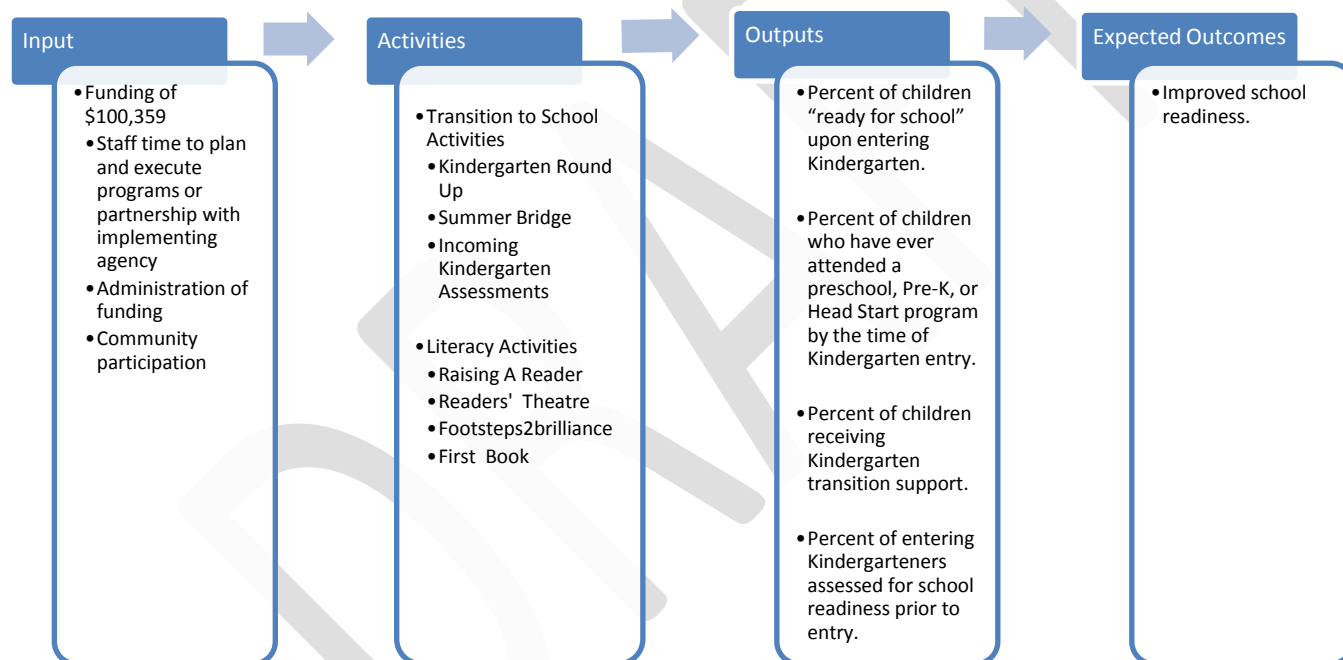 Input
•Funding of
$100,359
•Staff time to plan
and execute
programs or
partnership with
implementing
agency
•Administration of
funding
•Community
participation
Activities
•Transition to School
Activities
•Kindergarten Round
Up
•Summer Bridge
•Incoming
Kindergarten
Assessments
•Literacy Activities
•Raising A Reader
•Readers' Theatre
•Footsteps2brilliance
•First Book
Outputs
•Percent of children
“ready for school”
upon entering
Kindergarten.
•Percent of children
who have ever
attended a
preschool, Pre-K, or
Head Start program
by the time of
Kindergarten entry.
•Percent of children
receiving
Kindergarten
transition support.
•Percent of entering
Kindergarteners
assessed for school
readiness prior to
entry.
Expected Outcomes
•Improved school
readiness.